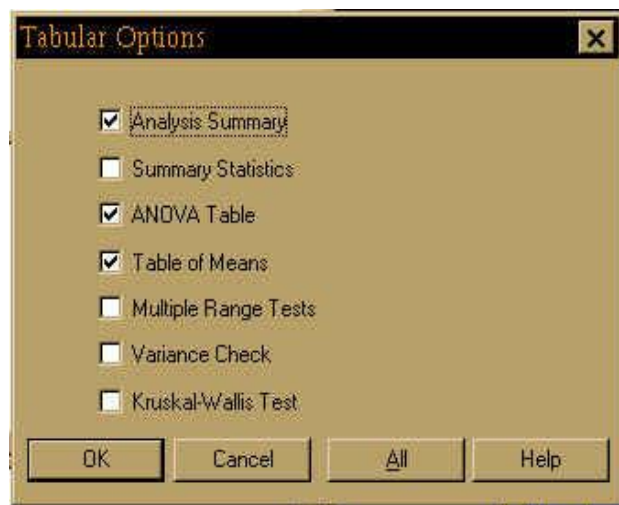 Tabular Options
Analysis Summary
Summary Statistics
ANOVA Table
Table of Means
Multiple Range Tests
Variance Check
Kruskal-Wallis Test
OK Cancel All Help